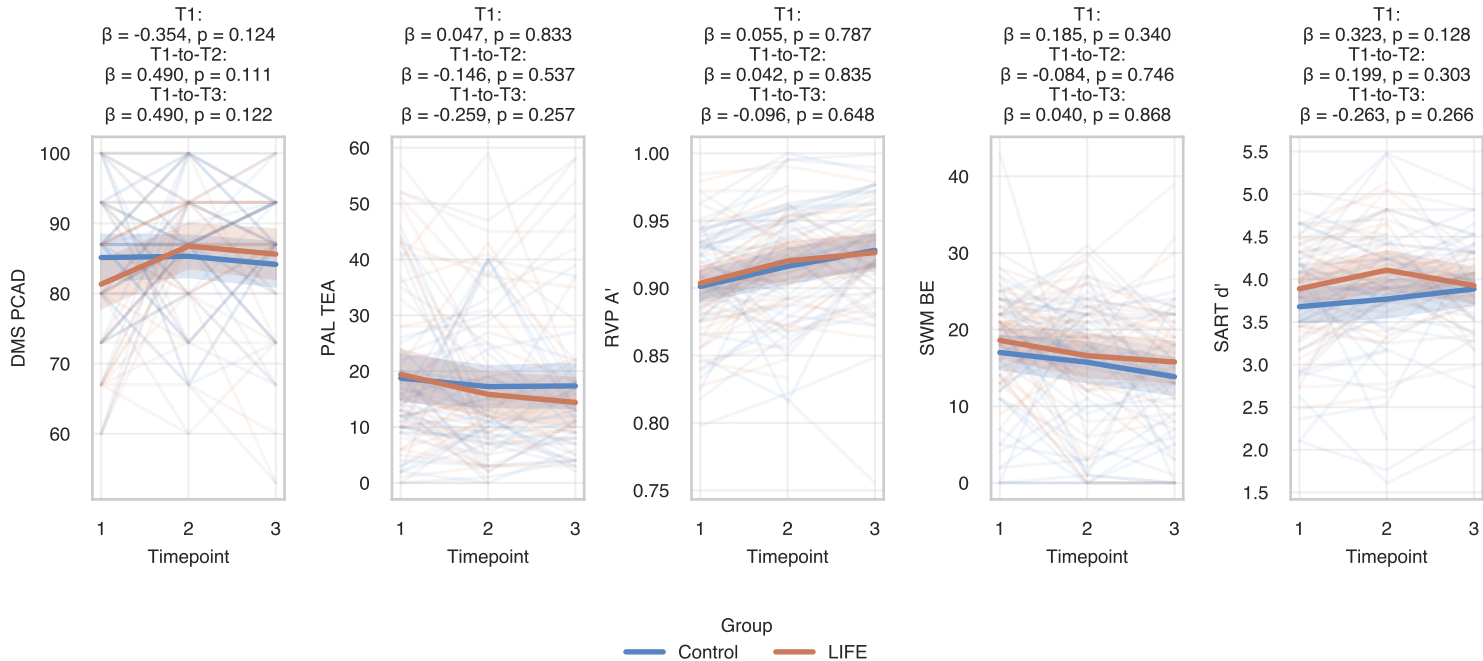 T1:
β = -0.354, p = 0.124
T1-to-T2:
β = 0.490, p = 0.111
T1-to-T3:
β = 0.490, p = 0.122
T1:
β = 0.047, p = 0.833
T1-to-T2:
β = -0.146, p = 0.537
T1-to-T3:
β = -0.259, p = 0.257
T1:
β = 0.055, p = 0.787
T1-to-T2:
β = 0.042, p = 0.835
T1-to-T3:
β = -0.096, p = 0.648
T1:
β = 0.185, p = 0.340
T1-to-T2:
β = -0.084, p = 0.746
T1-to-T3:
β = 0.040, p = 0.868
T1:
β = 0.323, p = 0.128
T1-to-T2:
β = 0.199, p = 0.303
T1-to-T3:
β = -0.263, p = 0.266
DMS PCAD
100
90
80
70
60
1 2 3
Timepoint
PAL TEA
60
50
40
30
20
10
0
1 2 3
Timepoint
RVP A'
1.00
0.95
0.90
0.85
0.80
0.75
1 2 3
Timepoint
SWM BE
40
30
20
10
0
1 2 3
Timepoint
SART d'
5.5
5.0
4.5
4.0
3.5
3.0
2.5
2.0
1.5
1 2 3
Timepoint
Group
Control LIFE